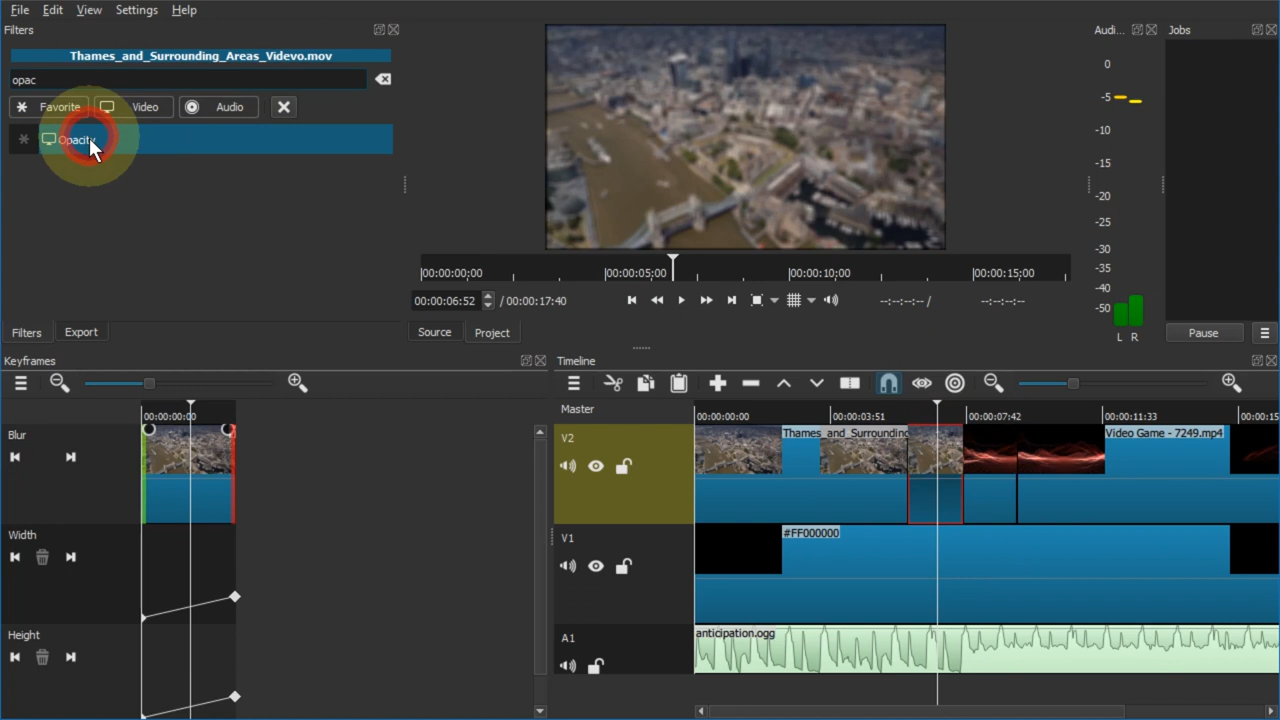 File Edit View Settings Help
Filters
Thames_and_Surrounding_Areas_Videvo.mov
opac
Favorite Video Audio
Opacity
Filters Export
00:00:00;00 00:00:05;00 00:00:10;00 00:00:15;00
00:00:06:52 / 00:00:17:40 --:--:--:-- / --:--:--:--
Source Project
Audi...
0
-5
-10
-15
-20
-25
-30
-35
-40
-50
L R
Jobs
Pause
Keyframes
00:00:00:00
Blur
Width
Height
Timeline
Master
00:00:00:00 00:00:03:51 00:00:07:42 00:00:11:33 00:00:15
V2
Thames_and_Surrounding
Video Game - 7249.mp4
V1
#FF000000
A1
anticipation.ogg